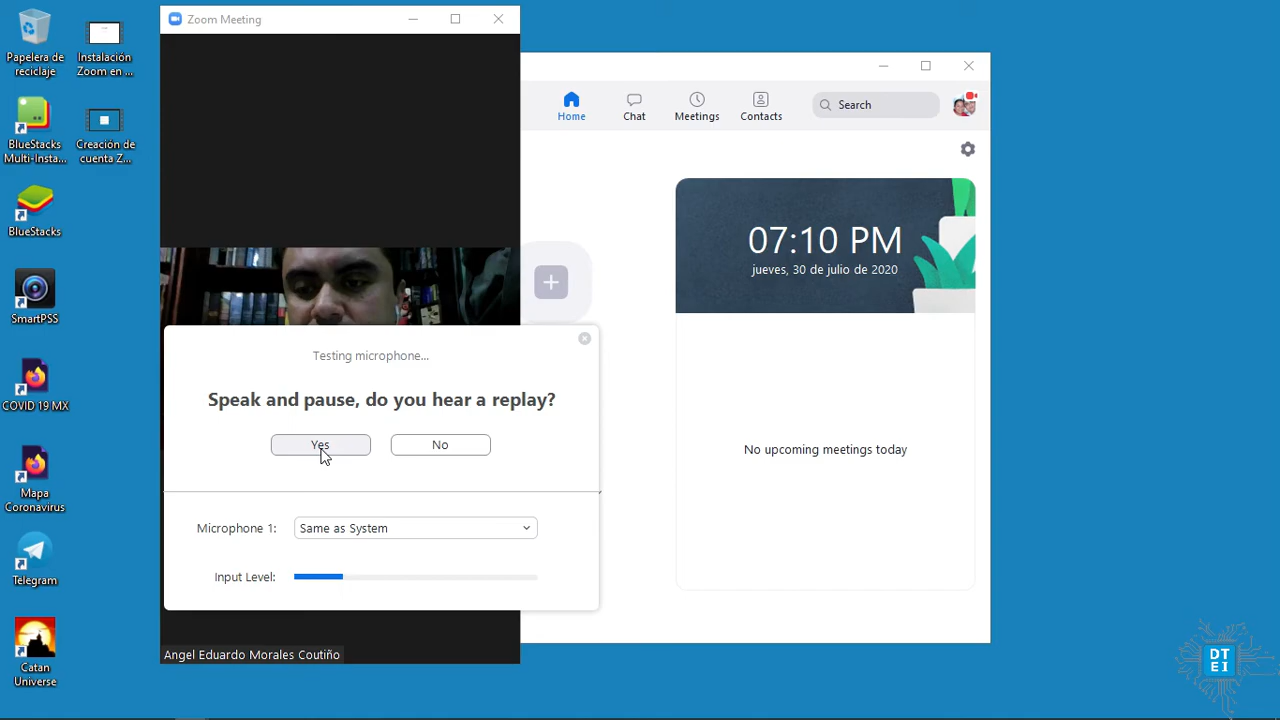 Papelera de
reciclaje
Instalación
Zoom en ...
BlueStacks
Multi-Insta...
Creación de
cuenta Z...
BlueStacks
SmartPSS
COVID 19 MX
Mapa
Coronavirus
Telegram
Catan
Universe
Zoom Meeting
Home
Chat
Meetings
Contacts
Search
07:10 PM
jueves, 30 de julio de 2020
No upcoming meetings today
Testing microphone...
Speak and pause, do you hear a replay?
Yes
No
Microphone 1:
Same as System
Input Level:
Angel Eduardo Morales Coutiño
DT
EI